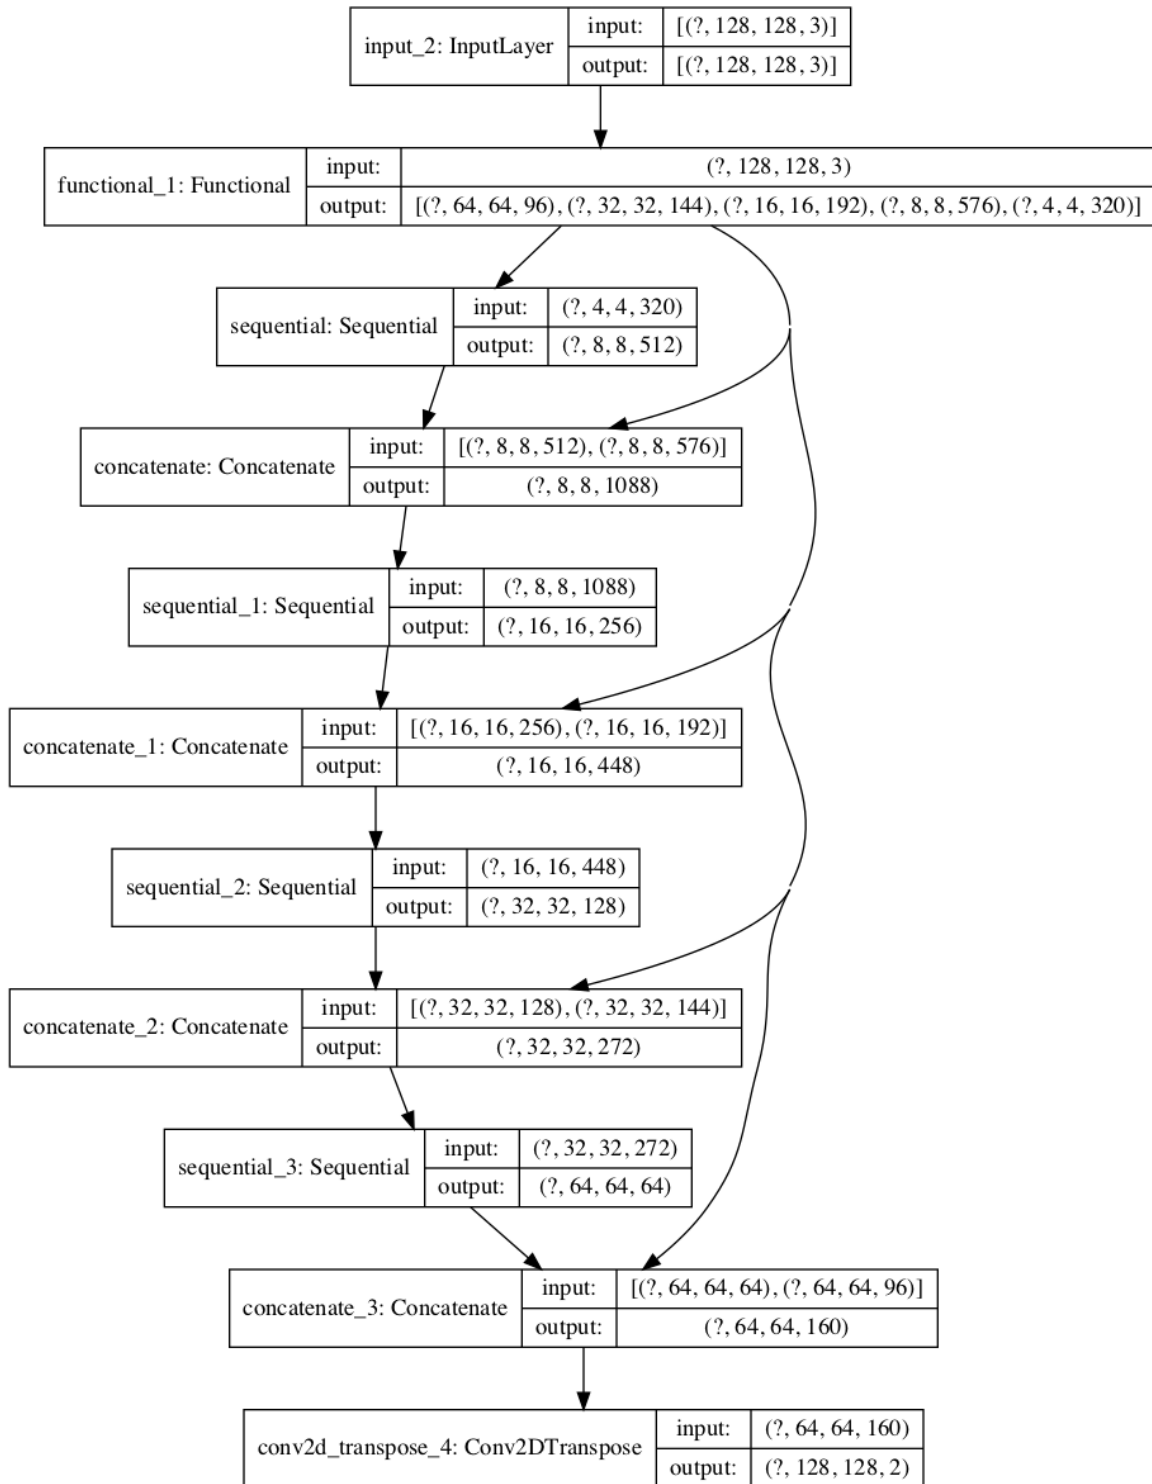 input_2: InputLayer
input: [(?, 128, 128, 3)]
output: [(?, 128, 128, 3)]
functional_1: Functional
input: (?, 128, 128, 3)
output: [(?, 64, 64, 96), (?, 32, 32, 144), (?, 16, 16, 192), (?, 8, 8, 576), (?, 4, 4, 320)]
sequential: Sequential
input: (?, 4, 4, 320)
output: (?, 8, 8, 512)
concatenate: Concatenate
input: [(?, 8, 8, 512), (?, 8, 8, 576)]
output: (?, 8, 8, 1088)
sequential_1: Sequential
input: (?, 8, 8, 1088)
output: (?, 16, 16, 256)
concatenate_1: Concatenate
input: [(?, 16, 16, 256), (?, 16, 16, 192)]
output: (?, 16, 16, 448)
sequential_2: Sequential
input: (?, 16, 16, 448)
output: (?, 32, 32, 128)
concatenate_2: Concatenate
input: [(?, 32, 32, 128), (?, 32, 32, 144)]
output: (?, 32, 32, 272)
sequential_3: Sequential
input: (?, 32, 32, 272)
output: (?, 64, 64, 64)
concatenate_3: Concatenate
input: [(?, 64, 64, 64), (?, 64, 64, 96)]
output: (?, 64, 64, 160)
conv2d_transpose_4: Conv2DTranspose
input: (?, 64, 64, 160)
output: (?, 128, 128, 2)